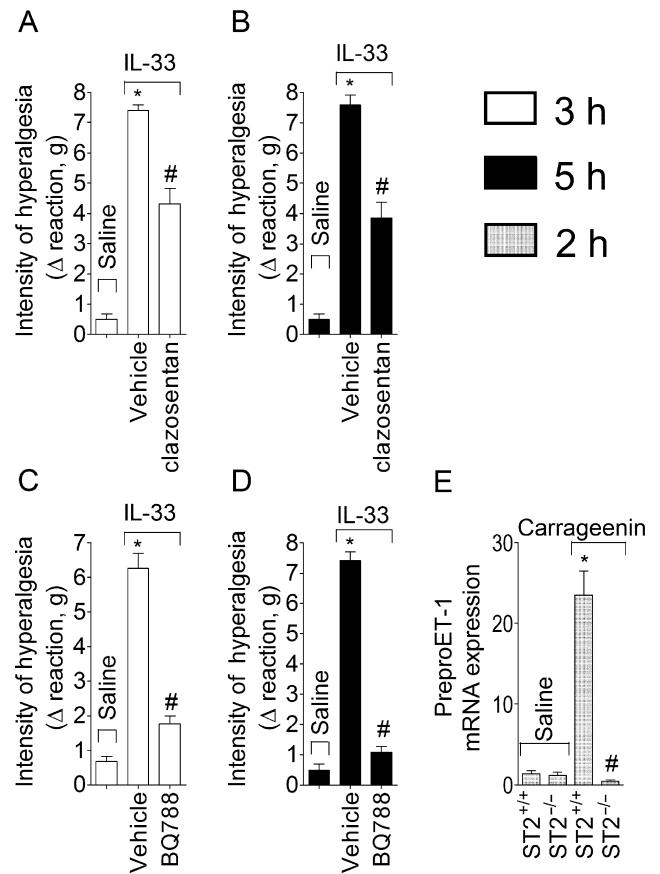 A
IL-33
Intensity of hyperalgesia
(Δ reaction, g)
8
7
6
5
4
3
2
1
0
Saline
*
#
Vehicle
clazosentan
B
IL-33
Intensity of hyperalgesia
(Δ reaction, g)
8
7
6
5
4
3
2
1
0
Saline
*
#
Vehicle
clazosentan
3 h
5 h
2 h
C
IL-33
Intensity of hyperalgesia
(Δ reaction, g)
7
6
5
4
3
2
1
0
Saline
*
#
Vehicle
BQ788
D
IL-33
Intensity of hyperalgesia
(Δ reaction, g)
8
7
6
5
4
3
2
1
0
Saline
*
#
Vehicle
BQ788
E
Carrageenin
PreproET-1
mRNA expression
30
20
10
0
Saline
*
#
ST2+/+
ST2-/-
ST2+/+
ST2-/-